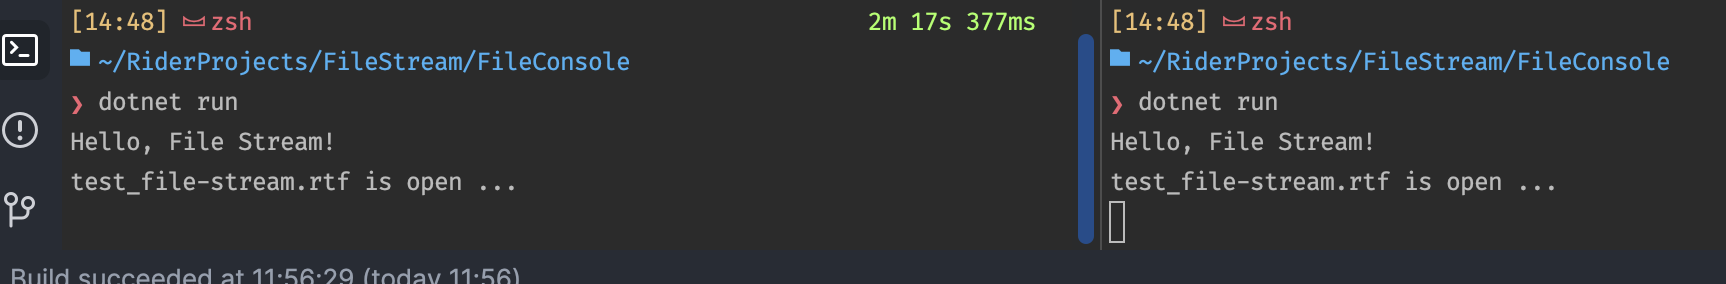 [14:48] zsh 2m 17s 377ms
~/RiderProjects/FileStream/FileConsole
❯ dotnet run
Hello, File Stream!
test_file-stream.rtf is open ...
[14:48] zsh
~/RiderProjects/FileStream/FileConsole
❯ dotnet run
Hello, File Stream!
test_file-stream.rtf is open ...
Build succeeded at 11:56:29 (today 11:56)